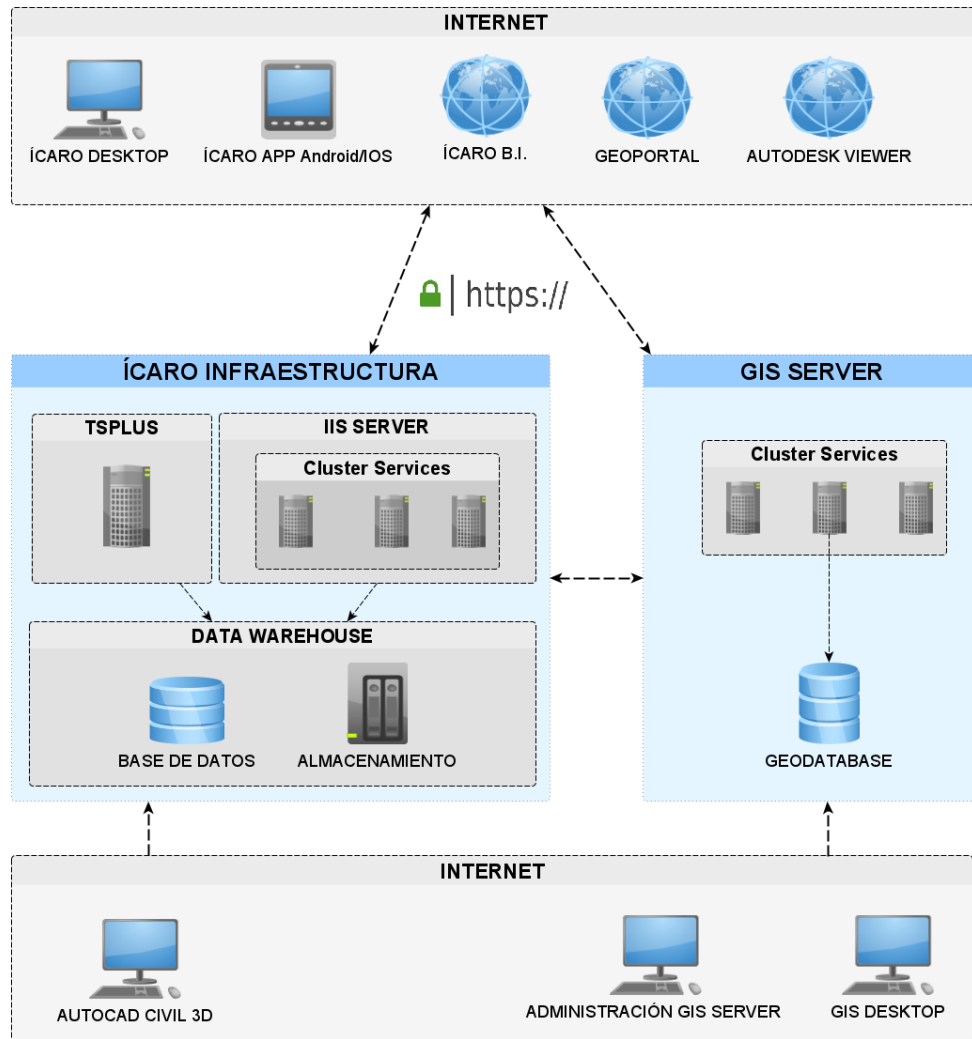 INTERNET
ÍCARO DESKTOP
ÍCARO APP Android/IOS
ÍCARO B.I.
GEOPORTAL
AUTODESK VIEWER
https://
ÍCARO INFRAESTRUCTURA
GIS SERVER
TSPLUS
IIS SERVER
Cluster Services
Cluster Services
DATA WAREHOUSE
BASE DE DATOS
ALMACENAMIENTO
GEODATABASE
INTERNET
AUTOCAD CIVIL 3D
ADMINISTRACIÓN GIS SERVER
GIS DESKTOP